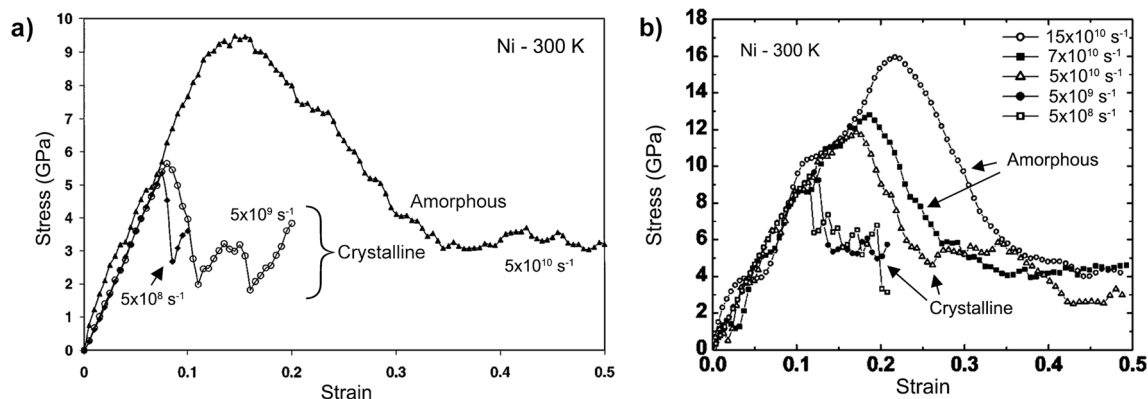 a)
Ni - 300 K
Stress (GPa)
10
9
8
7
6
5
4
3
2
1
0
5x10⁹ s⁻¹
5x10⁸ s⁻¹
Crystalline
Amorphous
5x10¹⁰ s⁻¹
0
0.1
0.2
0.3
0.4
0.5
Strain
b)
Ni - 300 K
15x10¹⁰ s⁻¹
7x10¹⁰ s⁻¹
5x10¹⁰ s⁻¹
5x10⁹ s⁻¹
5x10⁸ s⁻¹
Stress (GPa)
18
16
14
12
10
8
6
4
2
0
Amorphous
Crystalline
0.0
0.1
0.2
0.3
0.4
0.5
Strain